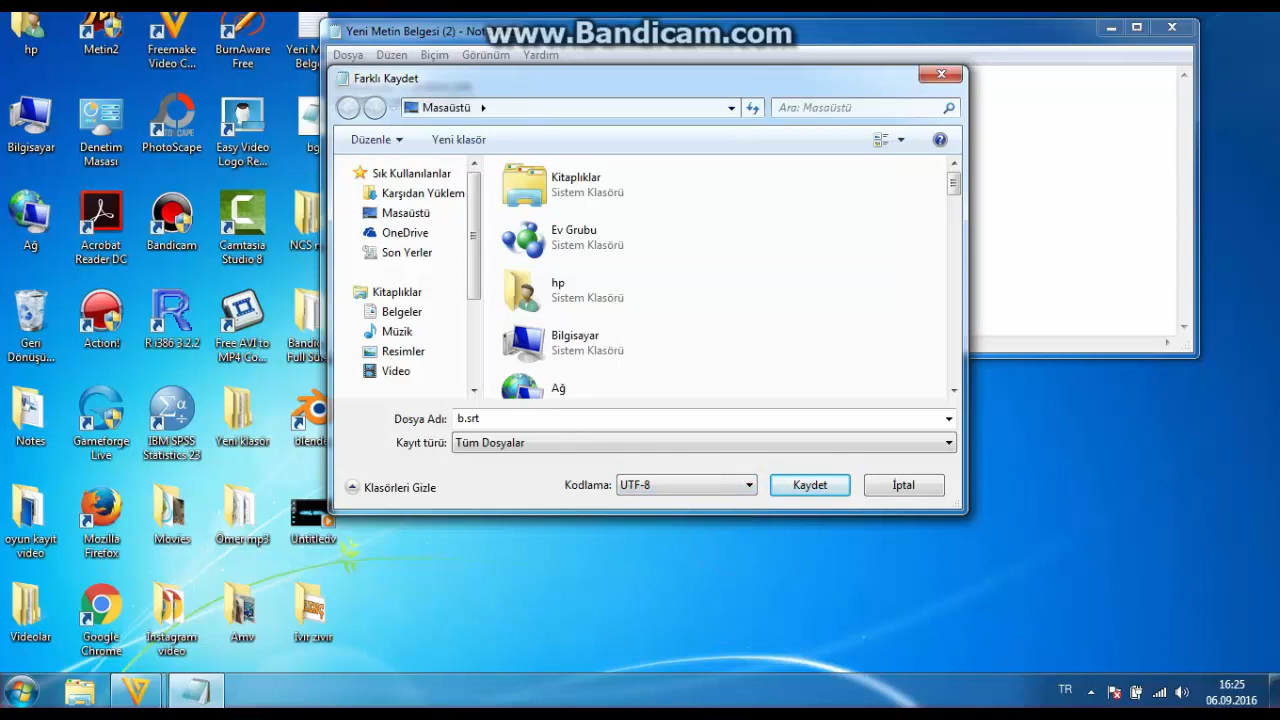 www.Bandicam.com
Yeni Metin Belgesi (2) - Not
Dosya Düzen Biçim Görünüm Yardım
Farklı Kaydet
Masaüstü
Ara: Masaüstü
Düzenle
Yeni klasör
Sık Kullanılanlar
Karşıdan Yüklem
Masaüstü
OneDrive
Son Yerler
Kitaplıklar
Belgeler
Müzik
Resimler
Video
Kitaplıklar
Sistem Klasörü
Ev Grubu
Sistem Klasörü
hp
Sistem Klasörü
Bilgisayar
Sistem Klasörü
Ağ
Dosya Adı: b.srt
Kayıt türü: Tüm Dosyalar
Klasörleri Gizle
Kodlama: UTF-8
Kaydet
İptal
hp
Metin2
Freemake
Video C...
BurnAware
Free
Yeni M
Belg
Bilgisayar
Denetim
Masası
PhotoScape
Easy Video
Logo Re...
bg
Ağ
Acrobat
Reader DC
Bandicam
Camtasia
Studio 8
NCS
Geri
Dönüşü...
Action!
R i386 3.2.2
Free AVI to
MP4 Co...
Bandic
Full Sü
Notes
Gameforge
Live
IBM SPSS
Statistics 23
Yeni klasör
blende
oyun kayıt
video
Mozilla
Firefox
Movies
Ömer mp3
Untitledv
Videolar
Google
Chrome
İnstagram
video
Amv
Ivır zıvır
TR
16:25
06.09.2016